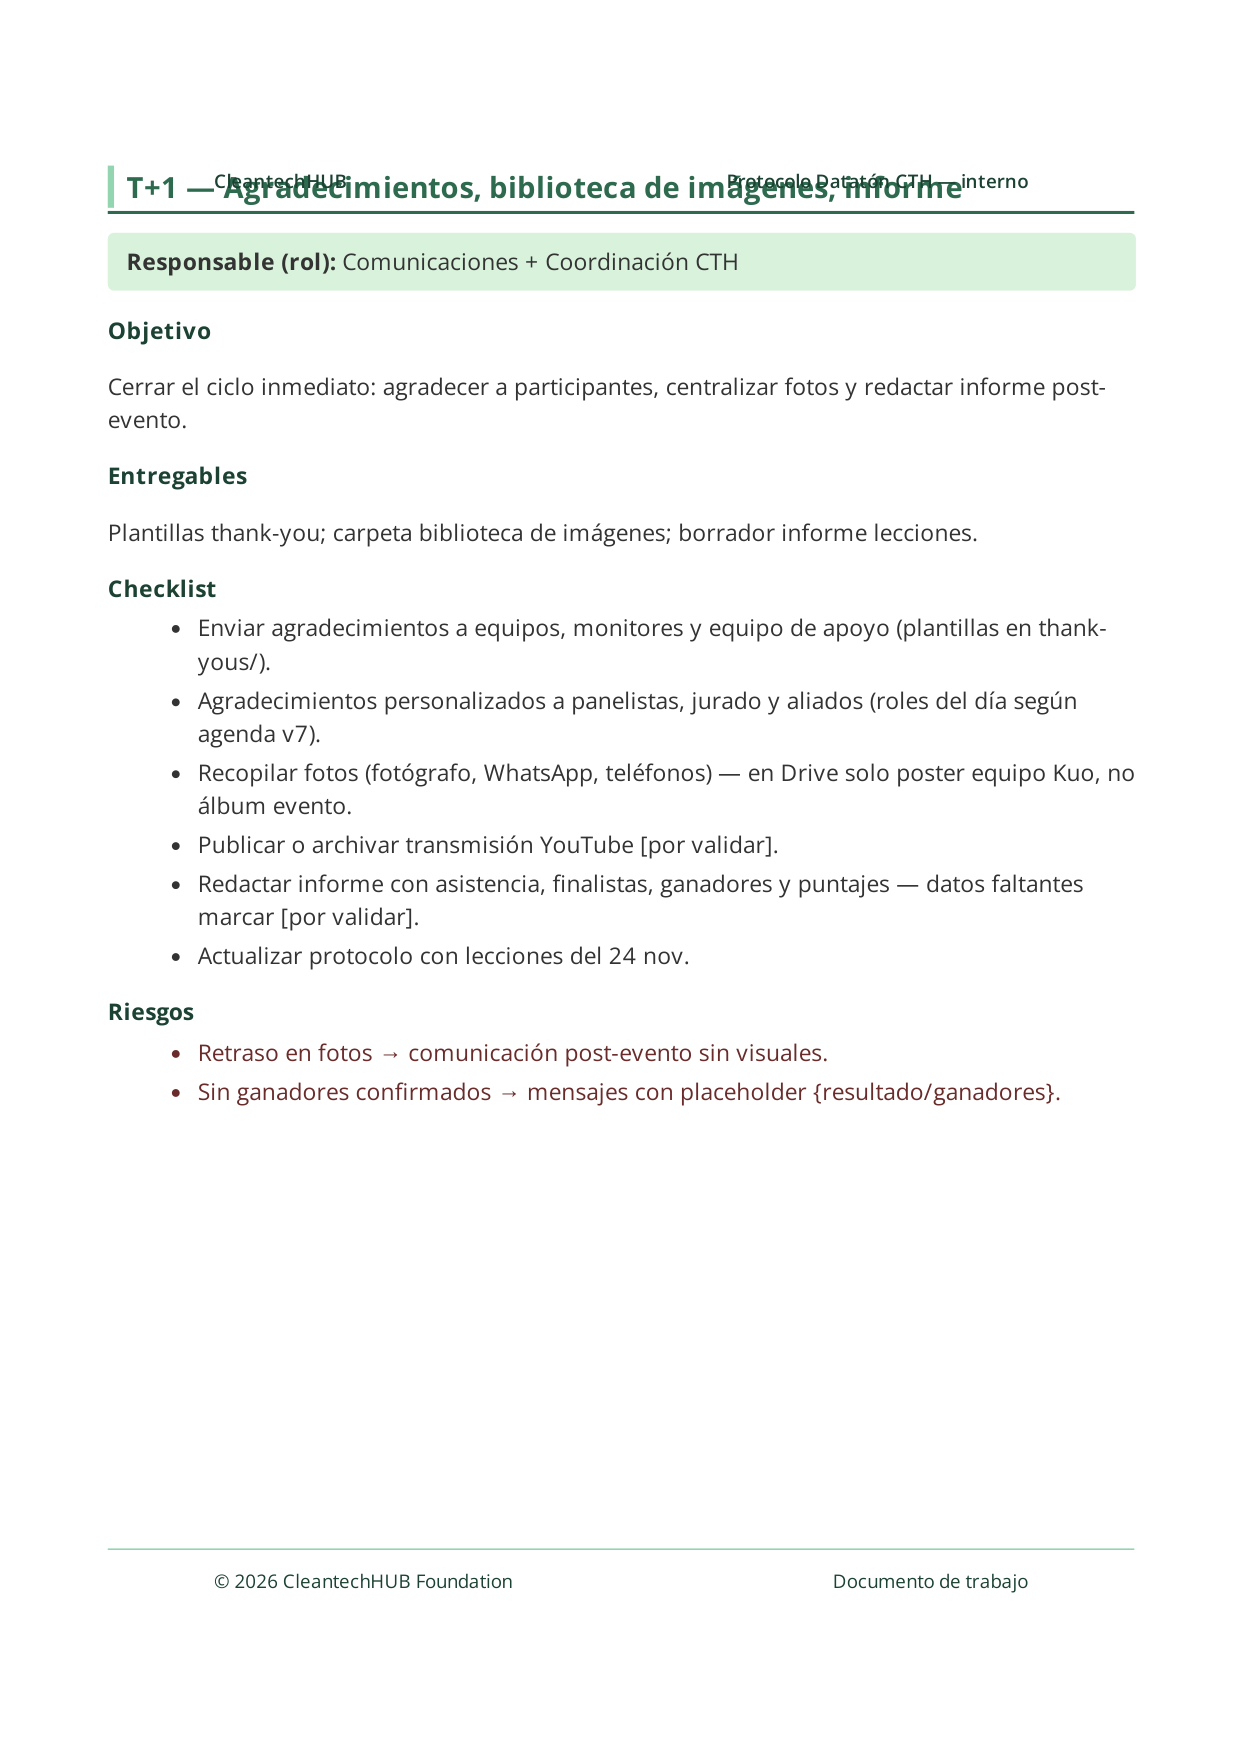 CleantechHUB
Protocolo Datatón CTH — interno
T+1 — Agradecimientos, biblioteca de imágenes, informe
Responsable (rol): Comunicaciones + Coordinación CTH
Objetivo
Cerrar el ciclo inmediato: agradecer a participantes, centralizar fotos y redactar informe post-
evento.
Entregables
Plantillas thank-you; carpeta biblioteca de imágenes; borrador informe lecciones.
Checklist
• Enviar agradecimientos a equipos, monitores y equipo de apoyo (plantillas en thank-
yous/).
• Agradecimientos personalizados a panelistas, jurado y aliados (roles del día según
agenda v7).
• Recopilar fotos (fotógrafo, WhatsApp, teléfonos) — en Drive solo poster equipo Kuo, no
álbum evento.
• Publicar o archivar transmisión YouTube [por validar].
• Redactar informe con asistencia, finalistas, ganadores y puntajes — datos faltantes
marcar [por validar].
• Actualizar protocolo con lecciones del 24 nov.
Riesgos
• Retraso en fotos → comunicación post-evento sin visuales.
• Sin ganadores confirmados → mensajes con placeholder {resultado/ganadores}.
© 2026 CleantechHUB Foundation
Documento de trabajo